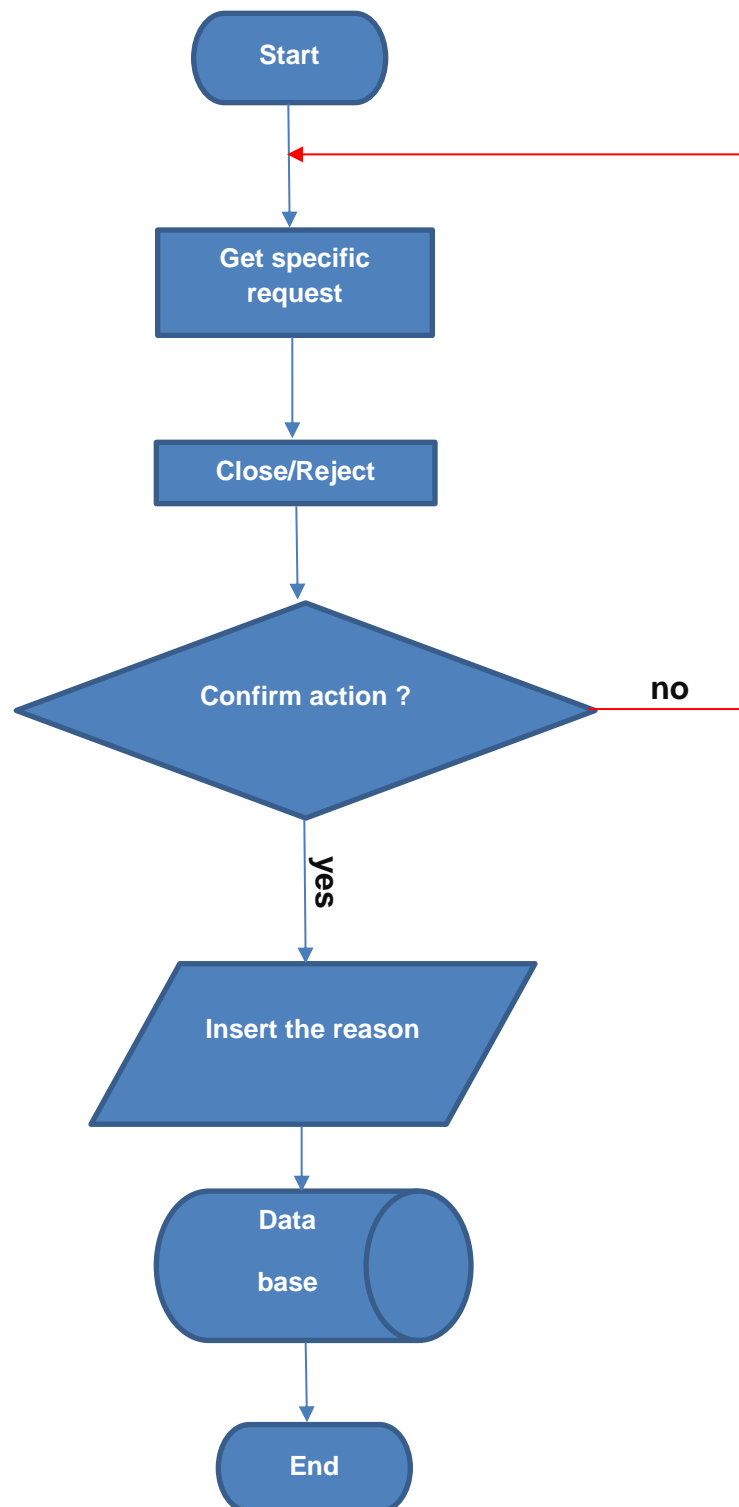 Start
Get specific
request
Close/Reject
Confirm action ?
no
yes
Insert the reason
Data
base
End